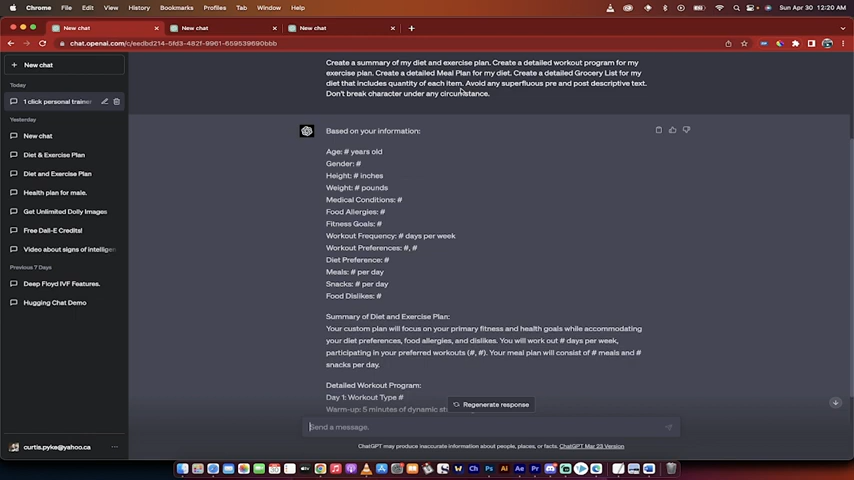 Chrome File Edit View History Bookmarks Profiles Tab Window Help
Sun Apr 30 12:20 AM
New chat
New chat
New chat
chat.openai.com/c/eedbd214-5fd3-482f-9961-659539690bbb
New chat
Today
1 click personal trainer
Yesterday
New chat
Diet & Exercise Plan
Diet and Exercise Plan
Health plan for male.
Get Unlimited Dolly Images
Free Dall-E Credits!
Video about signs of intelligen
Previous 7 Days
Deep Floyd IVF Features.
Hugging Chat Demo
curtis.pyke@yahoo.ca
Create a summary of my diet and exercise plan. Create a detailed workout program for my
exercise plan. Create a detailed Meal Plan for my diet. Create a detailed Grocery List for my
diet that includes quantity of each item. Avoid any superfluous pre and post descriptive text.
Don't break character under any circumstance.
Based on your information:
Age: # years old
Gender: #
Height: # inches
Weight: # pounds
Medical Conditions: #
Food Allergies: #
Fitness Goals: #
Workout Frequency: # days per week
Workout Preferences: #, #
Diet Preference: #
Meals: # per day
Snacks: # per day
Food Dislikes: #
Summary of Diet and Exercise Plan:
Your custom plan will focus on your primary fitness and health goals while accommodating
your diet preferences, food allergies, and dislikes. You will work out # days per week,
participating in your preferred workouts (#, #). Your meal plan will consist of # meals and #
snacks per day.
Detailed Workout Program:
Day 1: Workout Type #
Warm-up: 5 minutes of dynamic
Regenerate response
Send a message.
ChatGPT may produce inaccurate information about people, places, or facts. ChatGPT Mar 23 Version